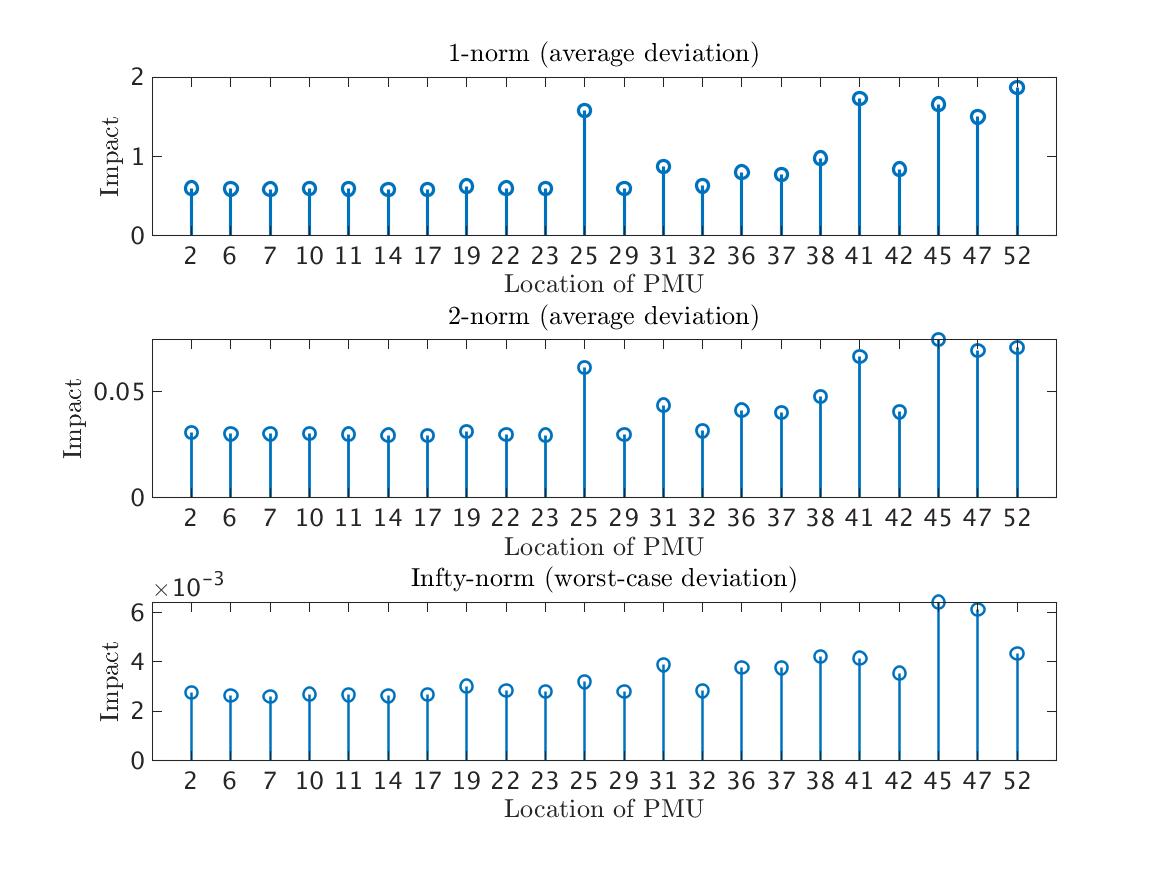 1-norm (average deviation)
2
1
0
Impact
2 6 7 10 11 14 17 19 22 23 25 29 31 32 36 37 38 41 42 45 47 52
Location of PMU
2-norm (average deviation)
0.05
0
Impact
2 6 7 10 11 14 17 19 22 23 25 29 31 32 36 37 38 41 42 45 47 52
Location of PMU
Infty-norm (worst-case deviation)
×10⁻³
6
4
2
0
Impact
2 6 7 10 11 14 17 19 22 23 25 29 31 32 36 37 38 41 42 45 47 52
Location of PMU